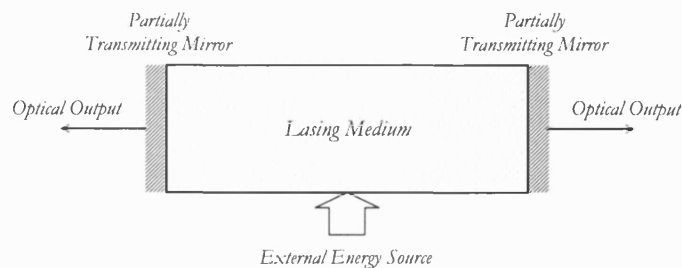 Partially
Transmitting Mirror
Partially
Transmitting Mirror
Optical Output
Lasing Medium
Optical Output
External Energy Source